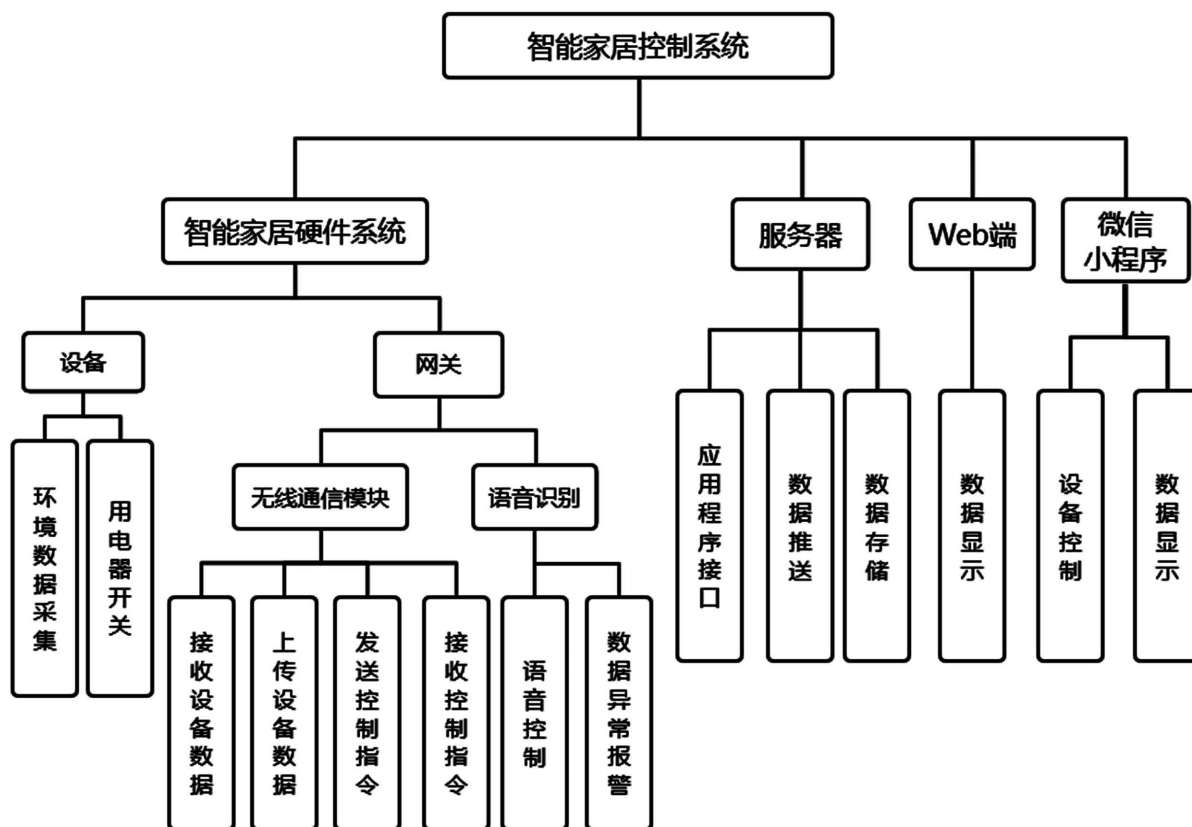 智能家居控制系统
智能家居硬件系统
服务器
Web端
微信
小程序
设备
网关
环境数据采集
用电器开关
无线通信模块
语音识别
接收设备数据
上传设备数据
发送控制指令
接收控制指令
语音控制
数据异常报警
应用程序接口
数据推送
数据存储
数据显示
设备控制
数据显示